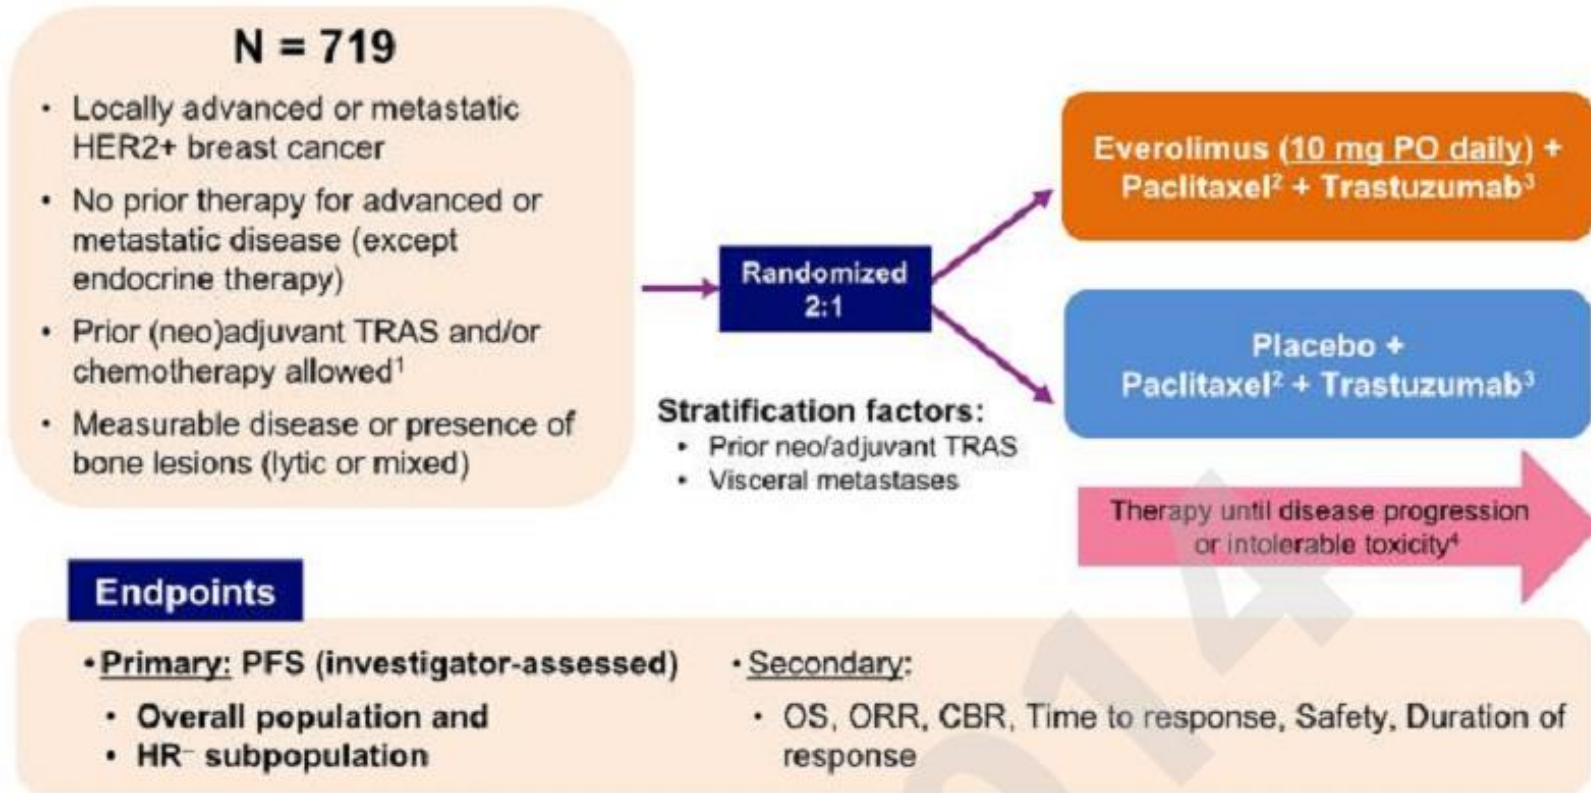 N = 719
• Locally advanced or metastatic
HER2+ breast cancer
• No prior therapy for advanced or
metastatic disease (except
endocrine therapy)
• Prior (neo)adjuvant TRAS and/or
chemotherapy allowed¹
• Measurable disease or presence of
bone lesions (lytic or mixed)
Randomized
2:1
Stratification factors:
• Prior neo/adjuvant TRAS
• Visceral metastases
Everolimus (10 mg PO daily) +
Paclitaxel² + Trastuzumab³
Placebo +
Paclitaxel² + Trastuzumab³
Therapy until disease progression
or intolerable toxicity⁴
Endpoints
• Primary: PFS (investigator-assessed)
• Overall population and
• HR⁻ subpopulation
• Secondary:
• OS, ORR, CBR, Time to response, Safety, Duration of
response
014